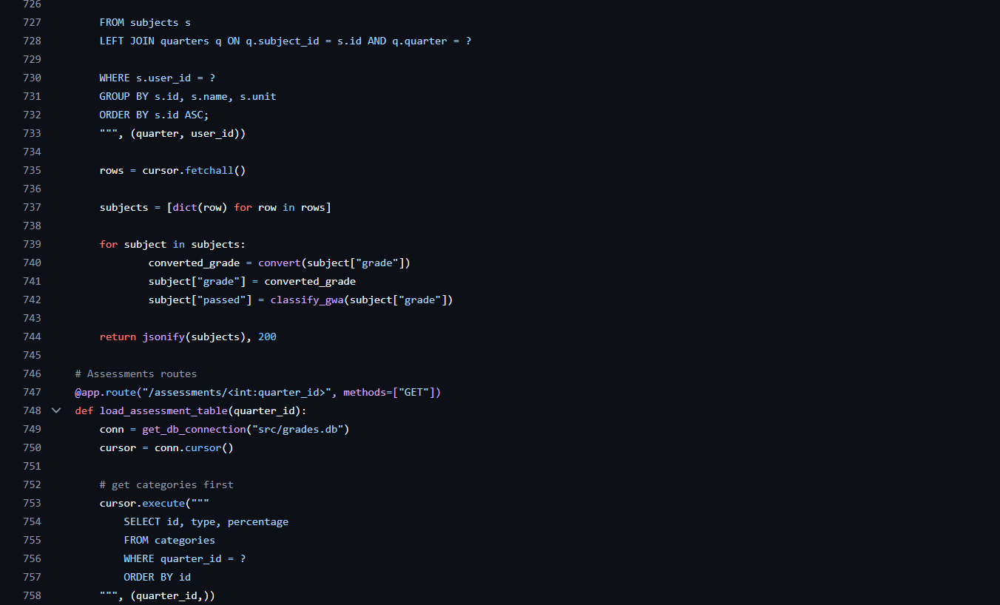 726
727 FROM subjects s
728 LEFT JOIN quarters q ON q.subject_id = s.id AND q.quarter = ?
729
730 WHERE s.user_id = ?
731 GROUP BY s.id, s.name, s.unit
732 ORDER BY s.id ASC;
733 """, (quarter, user_id))
734
735 rows = cursor.fetchall()
736
737 subjects = [dict(row) for row in rows]
738
739 for subject in subjects:
740 converted_grade = convert(subject["grade"])
741 subject["grade"] = converted_grade
742 subject["passed"] = classify_gwa(subject["grade"])
743
744 return jsonify(subjects), 200
745
746 # Assessments routes
747 @app.route("/assessments/<int:quarter_id>", methods=["GET"])
748 def load_assessment_table(quarter_id):
749 conn = get_db_connection("src/grades.db")
750 cursor = conn.cursor()
751
752 # get categories first
753 cursor.execute("""
754 SELECT id, type, percentage
755 FROM categories
756 WHERE quarter_id = ?
757 ORDER BY id
758 """, (quarter_id,))